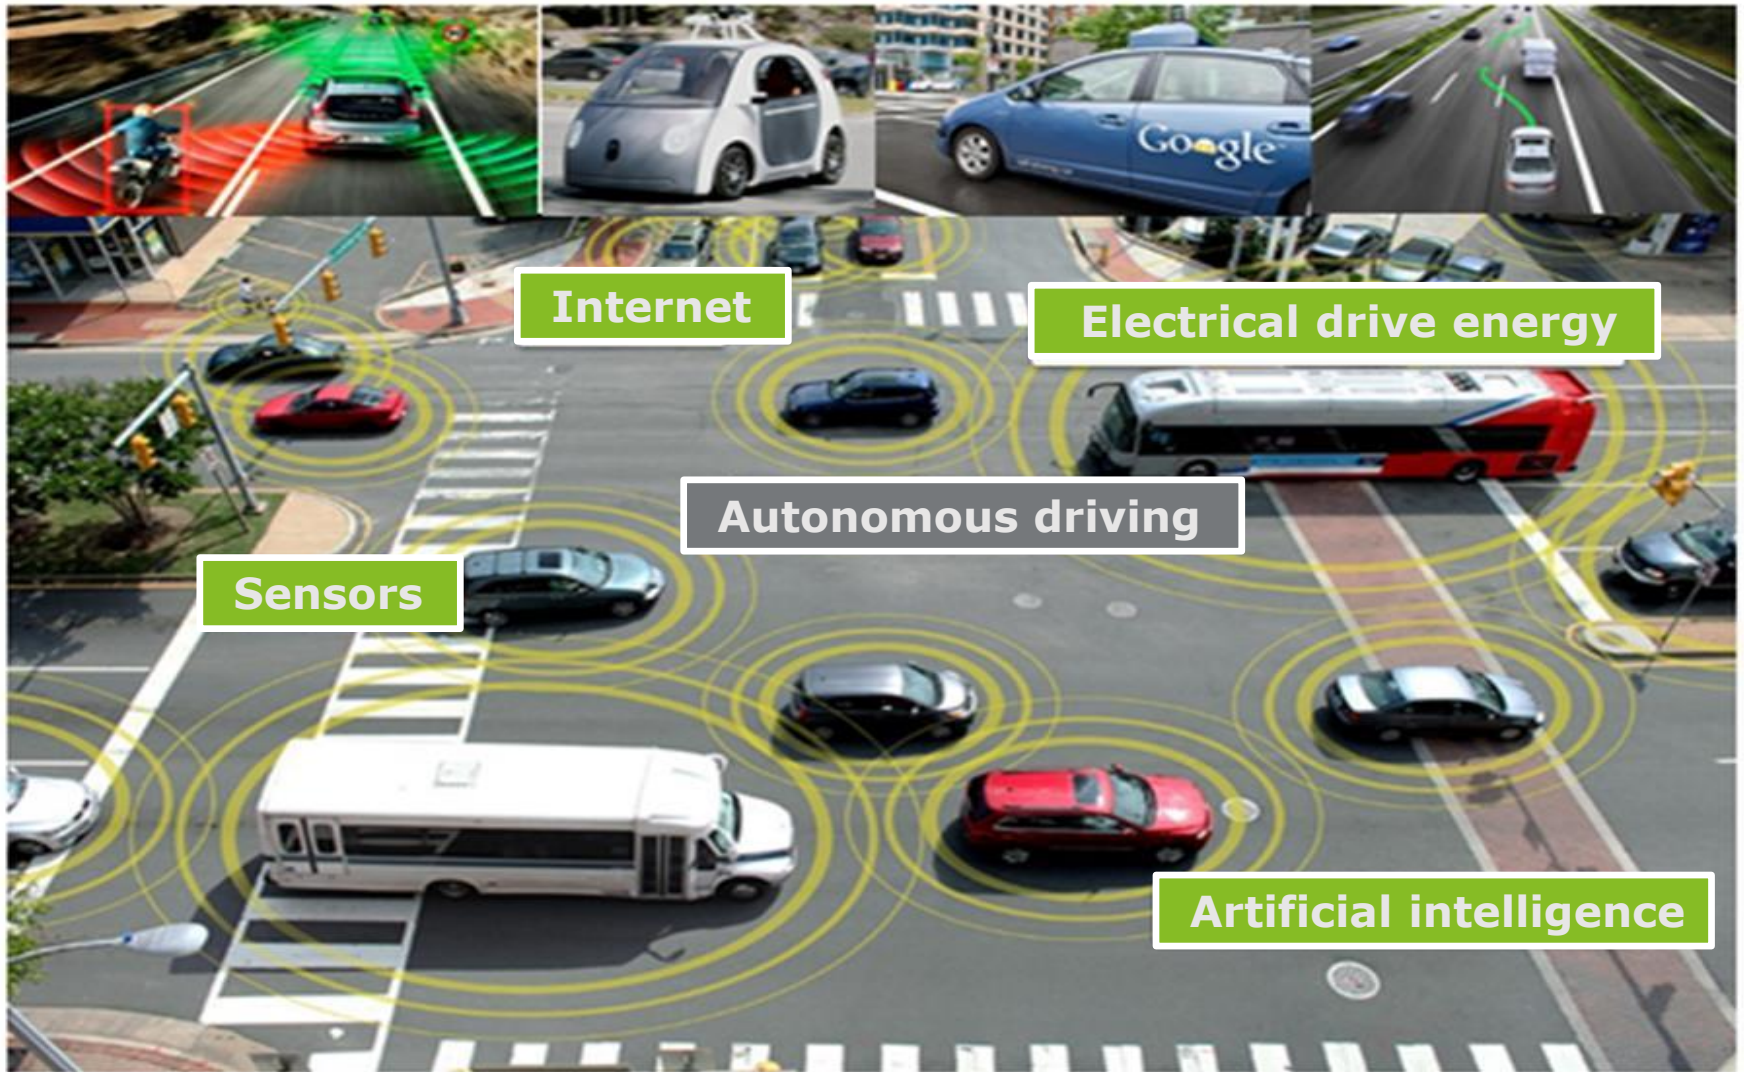 Google
Internet
Electrical drive energy
Autonomous driving
Sensors
Artificial intelligence